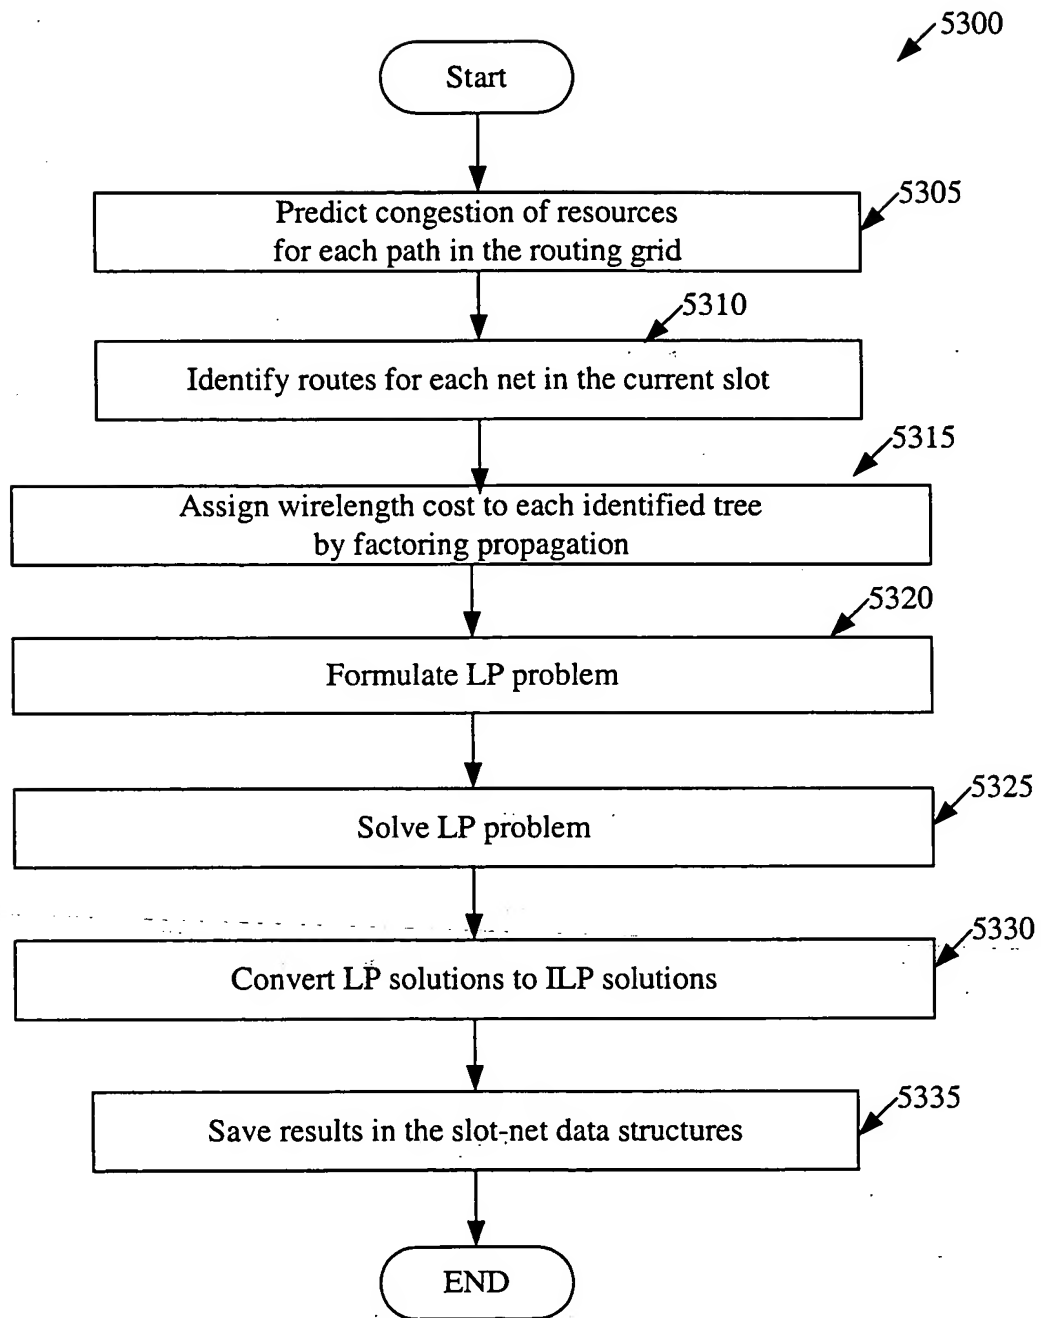 5300
Start
5305
Predict congestion of resources
for each path in the routing grid
5310
Identify routes for each net in the current slot
5315
Assign wirelength cost to each identified tree
by factoring propagation
5320
Formulate LP problem
5325
Solve LP problem
5330
Convert LP solutions to ILP solutions
5335
Save results in the slot-net data structures
END